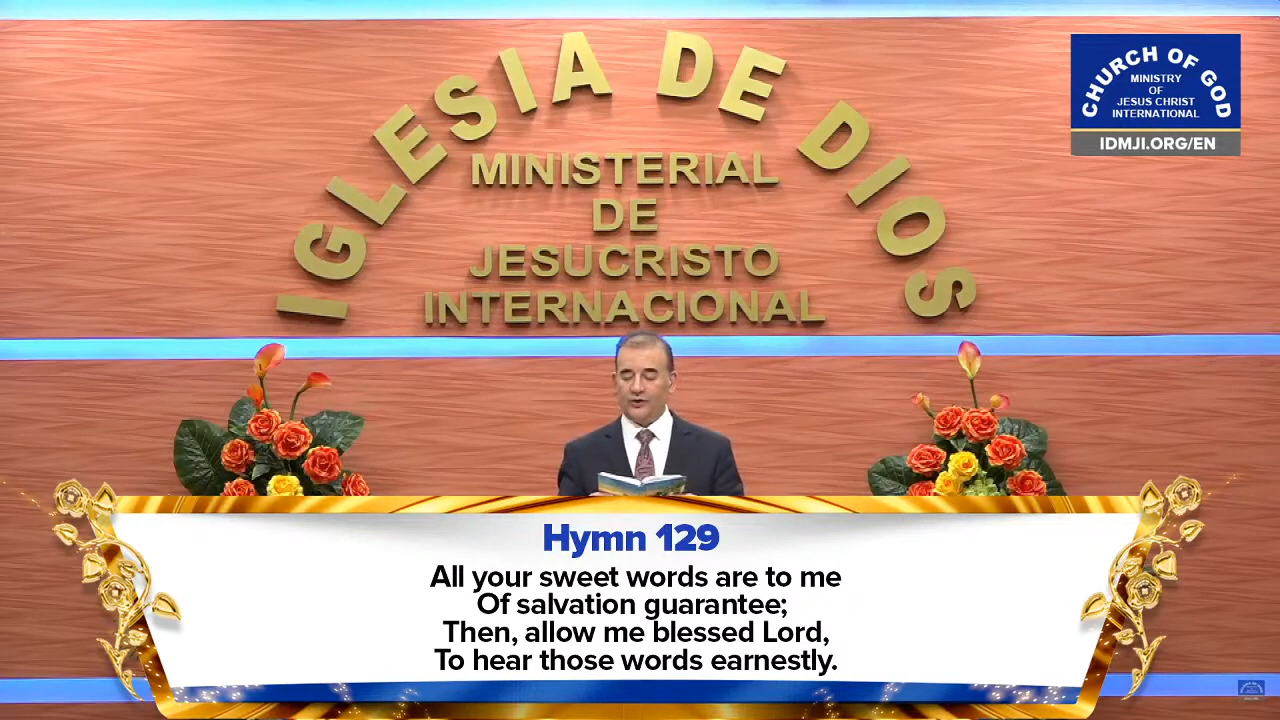 IGLESIA DE DIOS
MINISTERIAL
DE
JESUCRISTO
INTERNACIONAL
CHURCH OF GOD
MINISTRY
OF
JESUS CHRIST
INTERNATIONAL
IDMJI.ORG/EN
Hymn 129
All your sweet words are to me
Of salvation guarantee;
Then, allow me blessed Lord,
To hear those words earnestly.